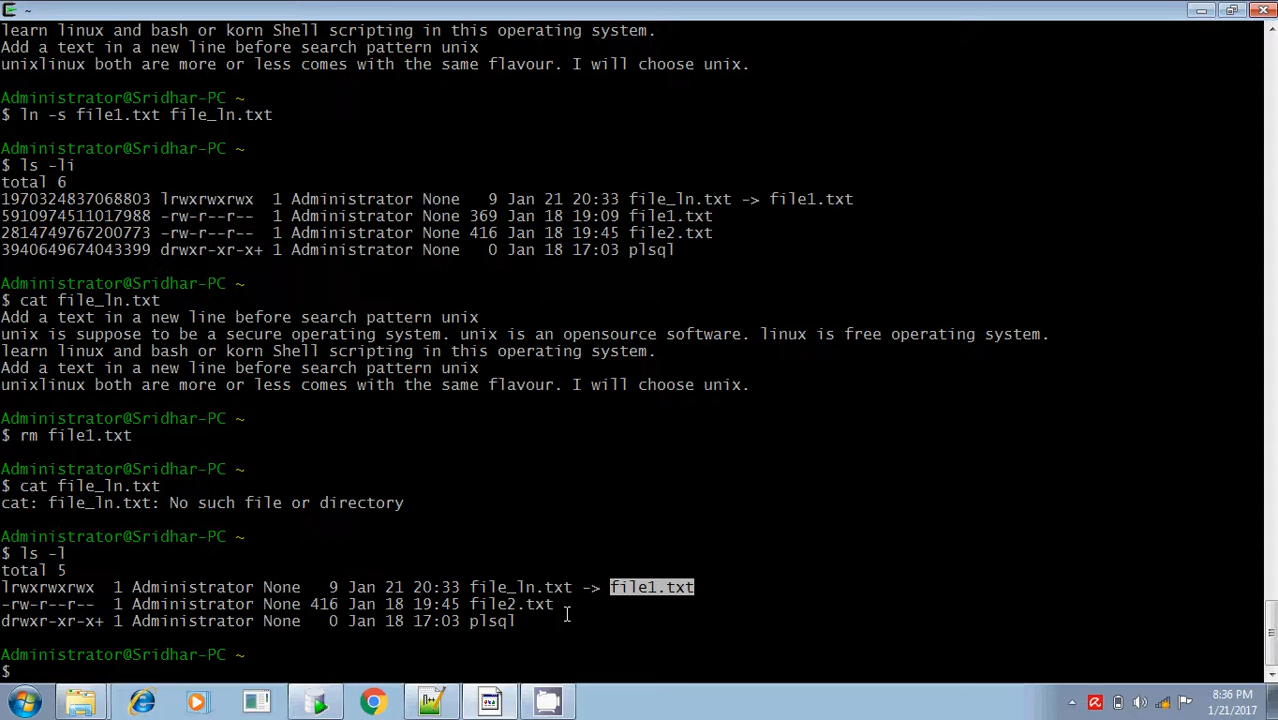 ~
learn linux and bash or korn Shell scripting in this operating system.
Add a text in a new line before search pattern unix
unixlinux both are more or less comes with the same flavour. I will choose unix.
Administrator@Sridhar-PC ~
$ ln -s file1.txt file_ln.txt
Administrator@Sridhar-PC ~
$ ls -li
total 6
1970324837068803 lrwxrwxrwx  1 Administrator None   9 Jan 21 20:33 file_ln.txt -> file1.txt
5910974511017988 -rw-r--r--  1 Administrator None 369 Jan 18 19:09 file1.txt
2814749767200773 -rw-r--r--  1 Administrator None 416 Jan 18 19:45 file2.txt
3940649674043399 drwxr-xr-x+ 1 Administrator None   0 Jan 18 17:03 plsql
Administrator@Sridhar-PC ~
$ cat file_ln.txt
Add a text in a new line before search pattern unix
unix is suppose to be a secure operating system. unix is an opensource software. linux is free operating system.
learn linux and bash or korn Shell scripting in this operating system.
Add a text in a new line before search pattern unix
unixlinux both are more or less comes with the same flavour. I will choose unix.
Administrator@Sridhar-PC ~
$ rm file1.txt
Administrator@Sridhar-PC ~
$ cat file_ln.txt
cat: file_ln.txt: No such file or directory
Administrator@Sridhar-PC ~
$ ls -l
total 5
lrwxrwxrwx  1 Administrator None   9 Jan 21 20:33 file_ln.txt -> file1.txt
-rw-r--r--  1 Administrator None 416 Jan 18 19:45 file2.txt
drwxr-xr-x+ 1 Administrator None   0 Jan 18 17:03 plsql
Administrator@Sridhar-PC ~
$
8:36 PM
1/21/2017